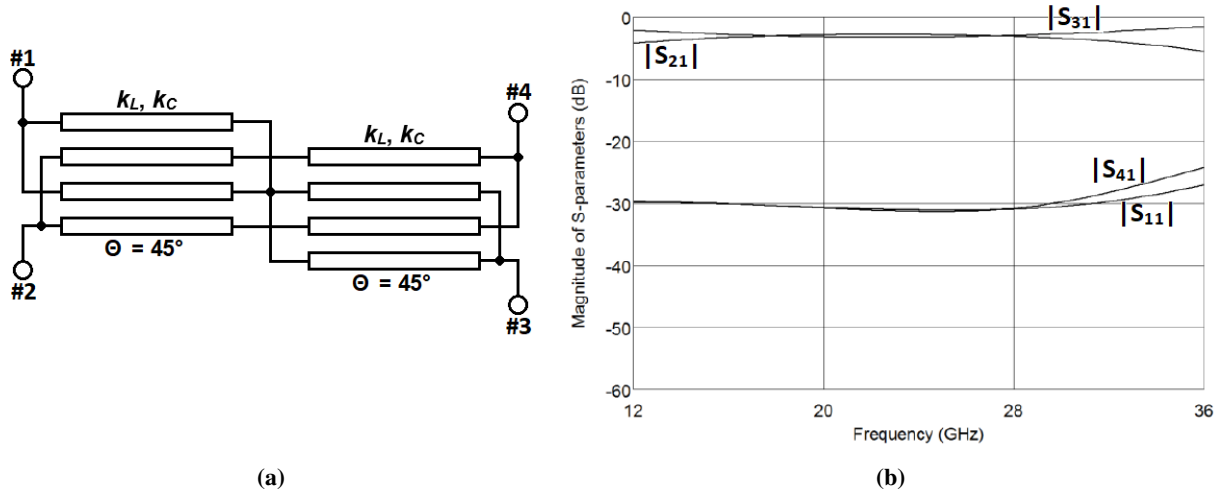 #1
#4
k_L, k_C
k_L, k_C
Θ = 45°
#2
Θ = 45°
#3
(a)
Magnitude of S-parameters (dB)
0
-10
-20
-30
-40
-50
-60
|S₃₁|
|S₂₁|
|S₄₁|
|S₁₁|
12
20
28
36
Frequency (GHz)
(b)